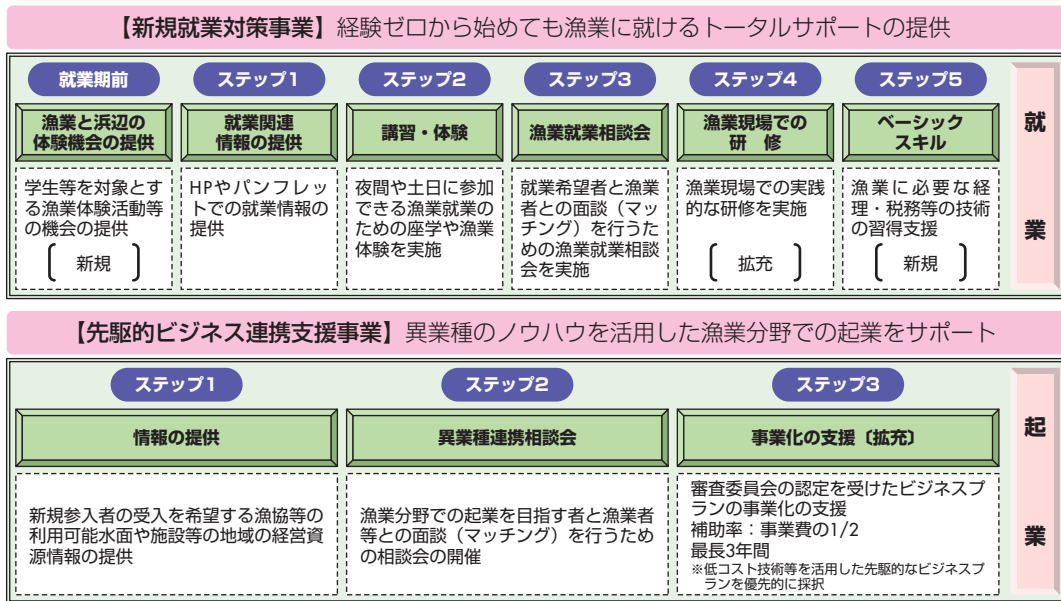 【新規就業対策事業】経験ゼロから始めても漁業に就けるトータルサポートの提供
就業期前
漁業と浜辺の
体験機会の提供
学生等を対象とす
る漁業体験活動等
の機会の提供
〔 新規 〕
ステップ1
就業関連
情報の提供
HPやパンフレッ
トでの就業情報の
提供
ステップ2
講習・体験
夜間や土日に参加
できる漁業就業の
ための座学や漁業
体験を実施
ステップ3
漁業就業相談会
就業希望者と漁業
者との面談（マッ
チング）を行うた
めの漁業就業相談
会を実施
ステップ4
漁業現場での
研　修
漁業現場での実践
的な研修を実施
〔 拡充 〕
ステップ5
ベーシック
スキル
漁業に必要な経
理・税務等の技術
の習得支援
〔 新規 〕
就
業
【先駆的ビジネス連携支援事業】異業種のノウハウを活用した漁業分野での起業をサポート
ステップ1
情報の提供
新規参入者の受入を希望する漁協等の
利用可能水面や施設等の地域の経営資
源情報の提供
ステップ2
異業種連携相談会
漁業分野での起業を目指す者と漁業者
等との面談（マッチング）を行うため
の相談会の開催
ステップ3
事業化の支援〔拡充〕
審査委員会の認定を受けたビジネスプ
ランの事業化の支援
補助率：事業費の1/2
最長3年間
※低コスト技術等を活用した先駆的なビジネスプ
ランを優先的に採択
起
業